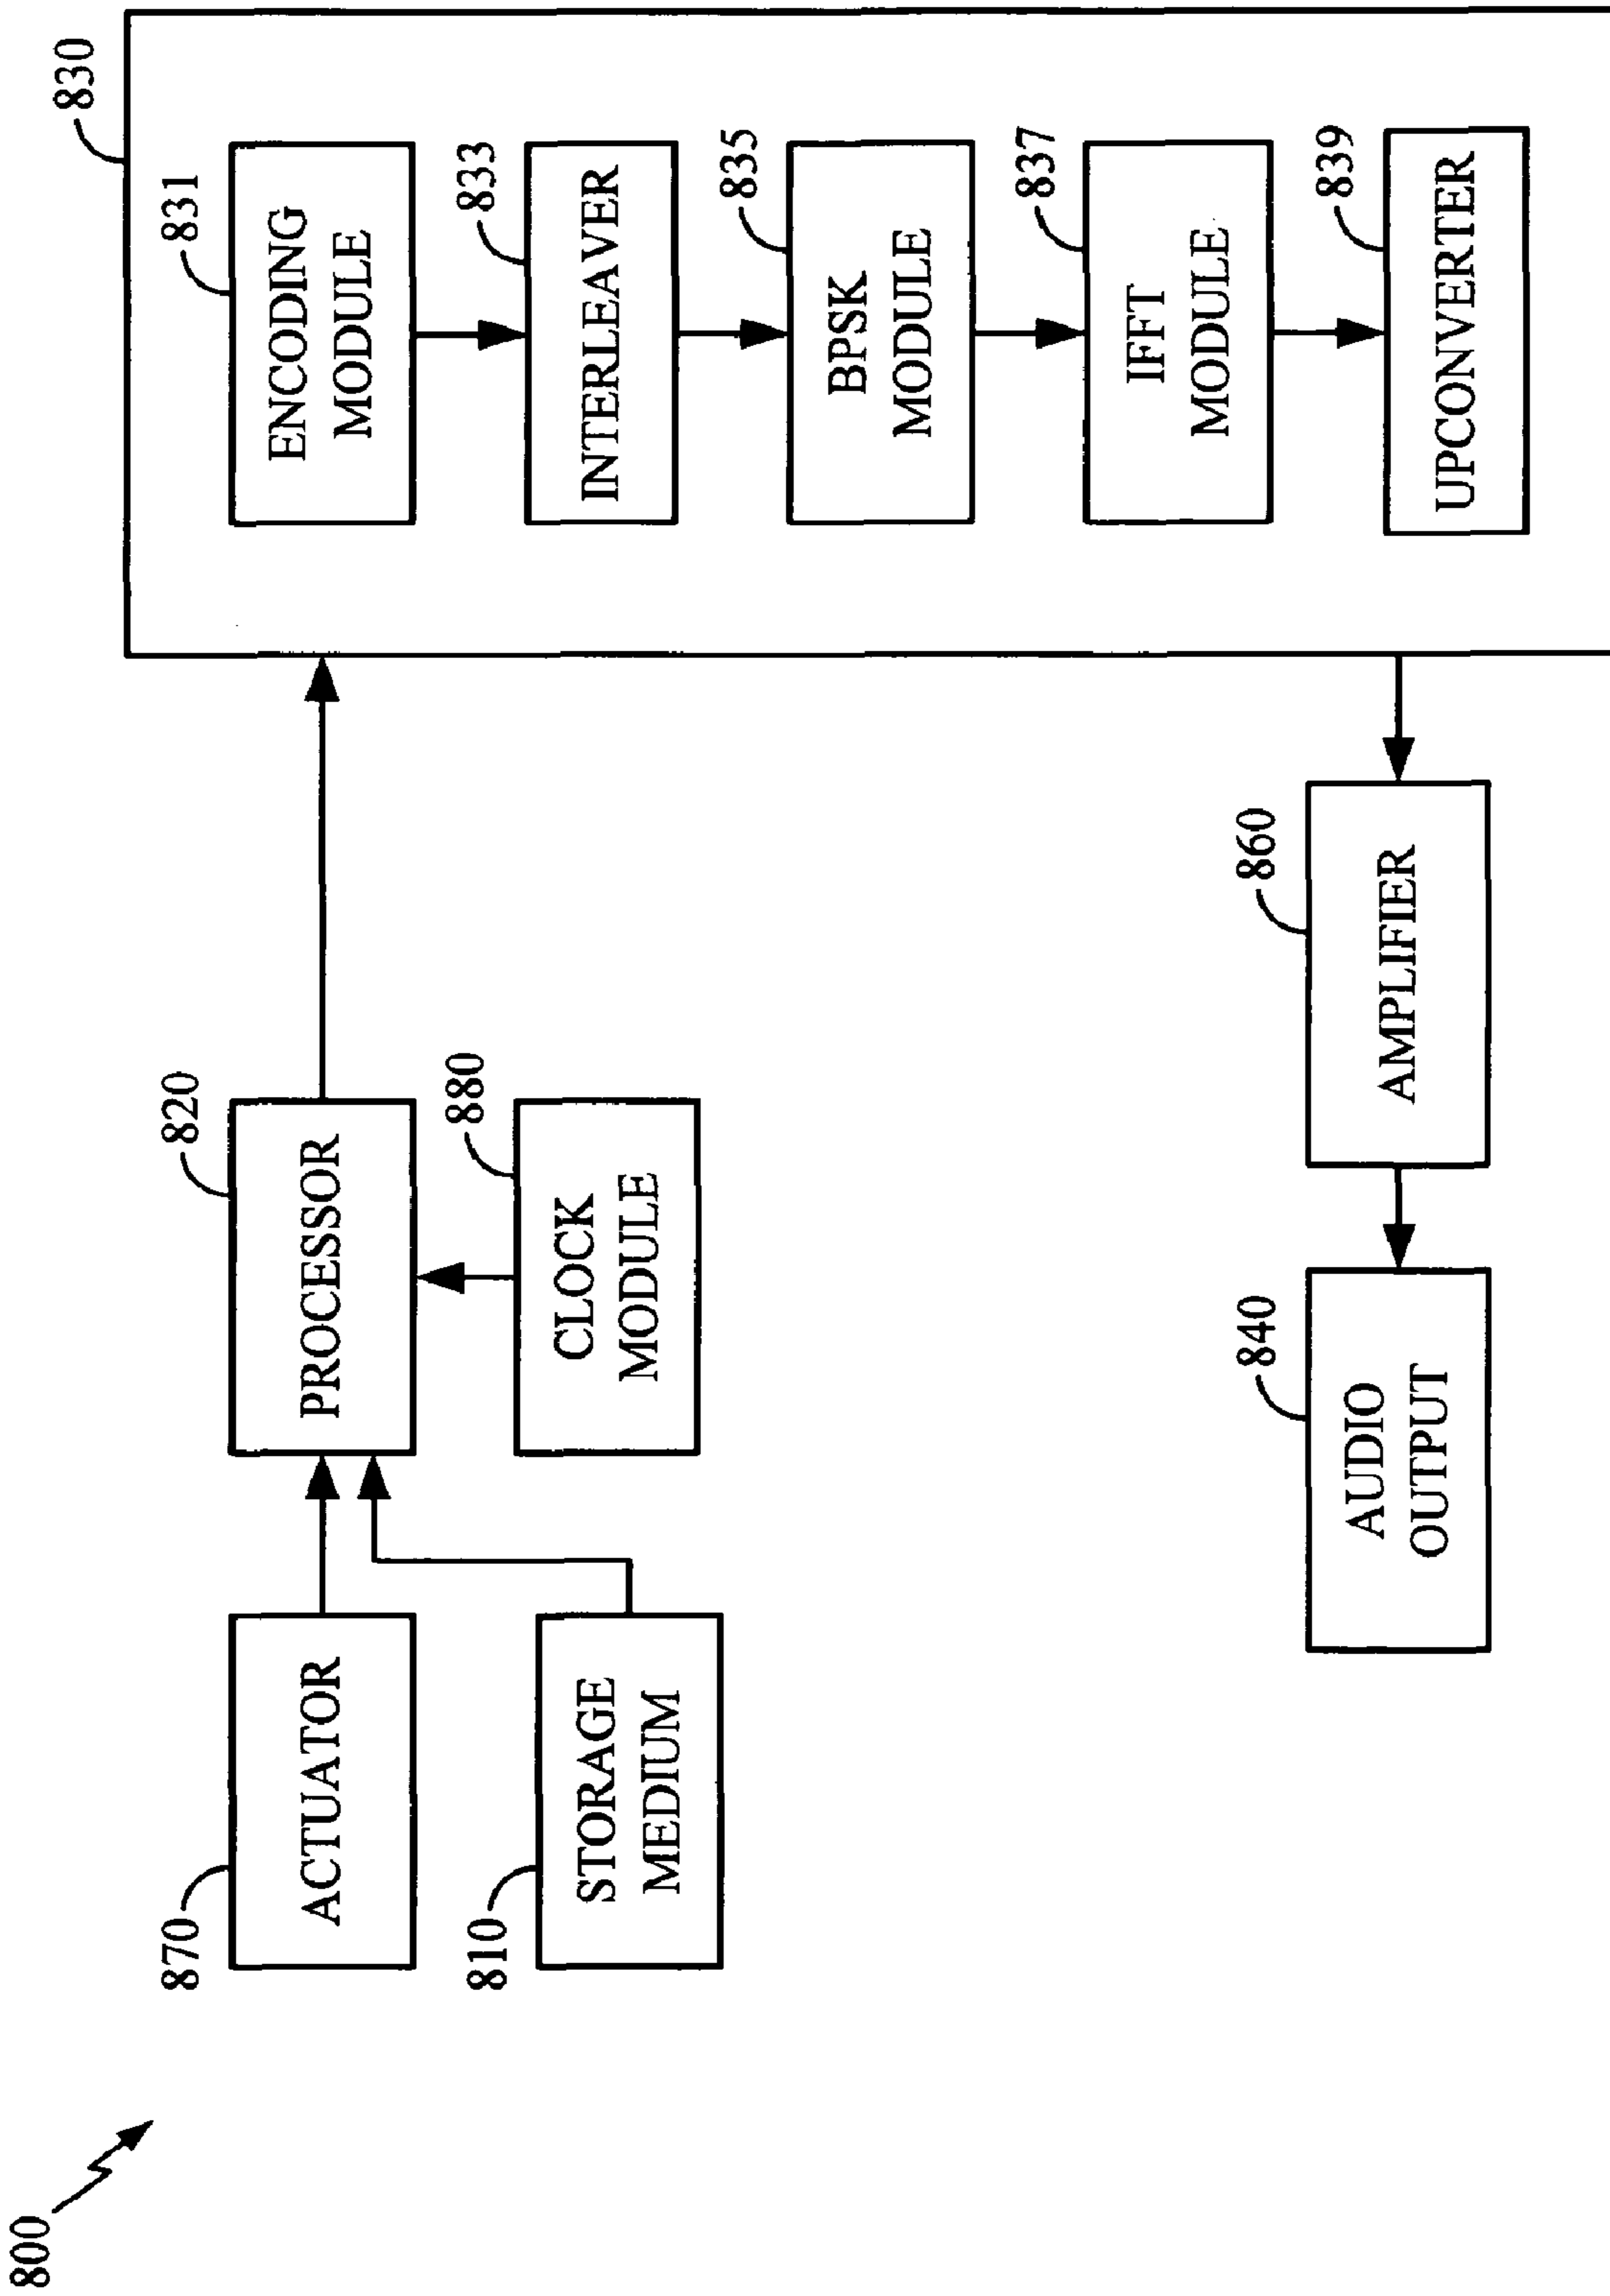 800
870
ACTUATOR
810
STORAGE
MEDIUM
820
PROCESSOR
880
CLOCK
MODULE
830
831
ENCODING
MODULE
833
INTERLEAVER
835
BPSK
MODULE
837
IFFT
MODULE
839
UPCONVERTER
860
AMPLIFIER
840
AUDIO
OUTPUT